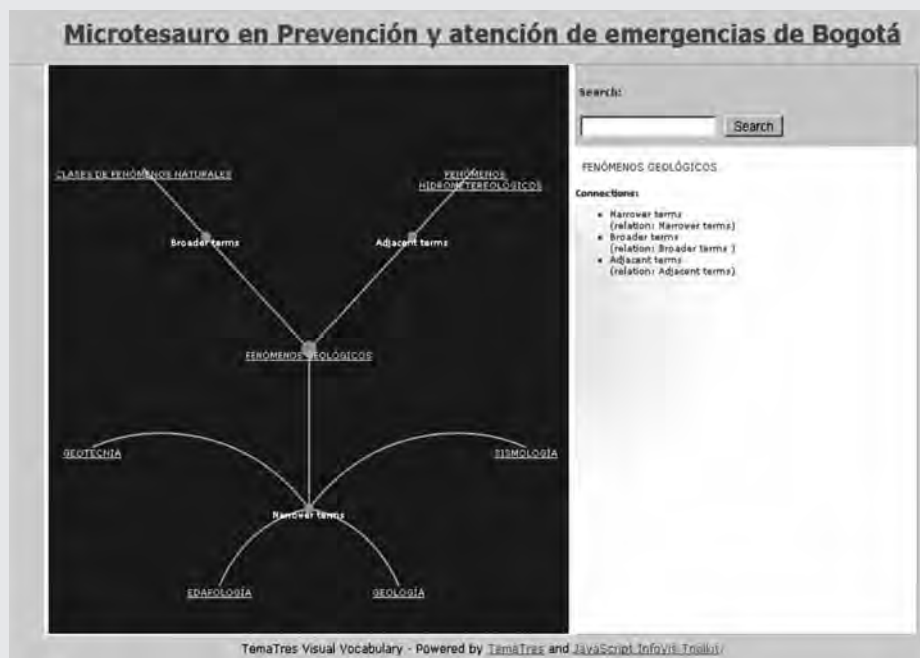 Microtesauro en Prevención y atención de emergencias de Bogotá
Search:
Search
CLASES DE FENÓMENOS NATURALES
FENÓMENOS
HIDROMETEREOLÓGICOS
Broader terms
Adjacent terms
FENÓMENOS GEOLÓGICOS
GEOTECNIA
SISMOLOGÍA
Narrower terms
EDAFOLOGÍA
GEOLOGÍA
FENÓMENOS GEOLÓGICOS
Connections:
Narrower terms
(relation: Narrower terms)
Broader terms
(relation: Broader terms )
Adjacent terms
(relation: Adjacent terms)
TemaTres Visual Vocabulary - Powered by TemaTres and JavaScript InfoVis Toolkit/